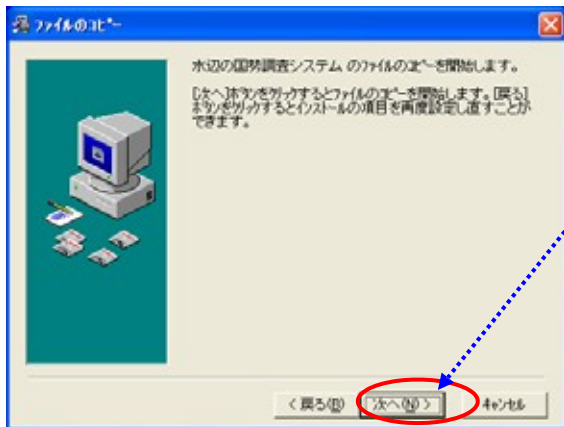 ファイルのコピー
水辺の国勢調査システム のファイルのコピーを開始します。
[次へ]ボタンをクリックするとファイルのコピーを開始します。[戻る]
ボタンをクリックするとインストールの項目を再度設定し直すことが
できます。
< 戻る(B)
次へ(N) >
キャンセル